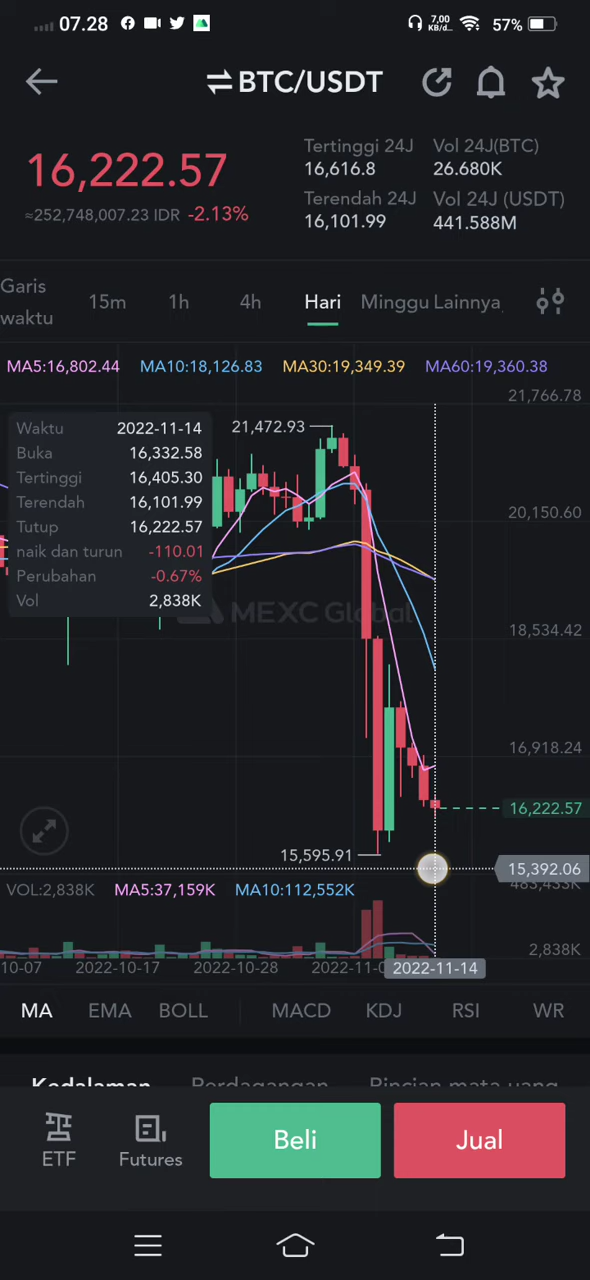 07.28
7,00
KB/s
57%
BTC/USDT
16,222.57
≈252,748,007.23 IDR -2.13%
Tertinggi 24J
16,616.8
Vol 24J(BTC)
26.680K
Terendah 24J
16,101.99
Vol 24J (USDT)
441.588M
Garis waktu 15m 1h 4h Hari Minggu Lainnya
MA5:16,802.44 MA10:18,126.83 MA30:19,349.39 MA60:19,360.38
21,766.78
Waktu 2022-11-14
Buka 16,332.58
Tertinggi 16,405.30
Terendah 16,101.99
Tutup 16,222.57
naik dan turun -110.01
Perubahan -0.67%
Vol 2,838K
21,472.93
20,150.60
MEXC Global
18,534.42
16,918.24
16,222.57
15,595.91
15,392.06
VOL:2,838K MA5:37,159K MA10:112,552K
2,838K
10-07 2022-10-17 2022-10-28 2022-11-0 2022-11-14
MA EMA BOLL MACD KDJ RSI WR
Kedalaman Perdagangan Rincian mata uang
ETF
Futures
Beli
Jual